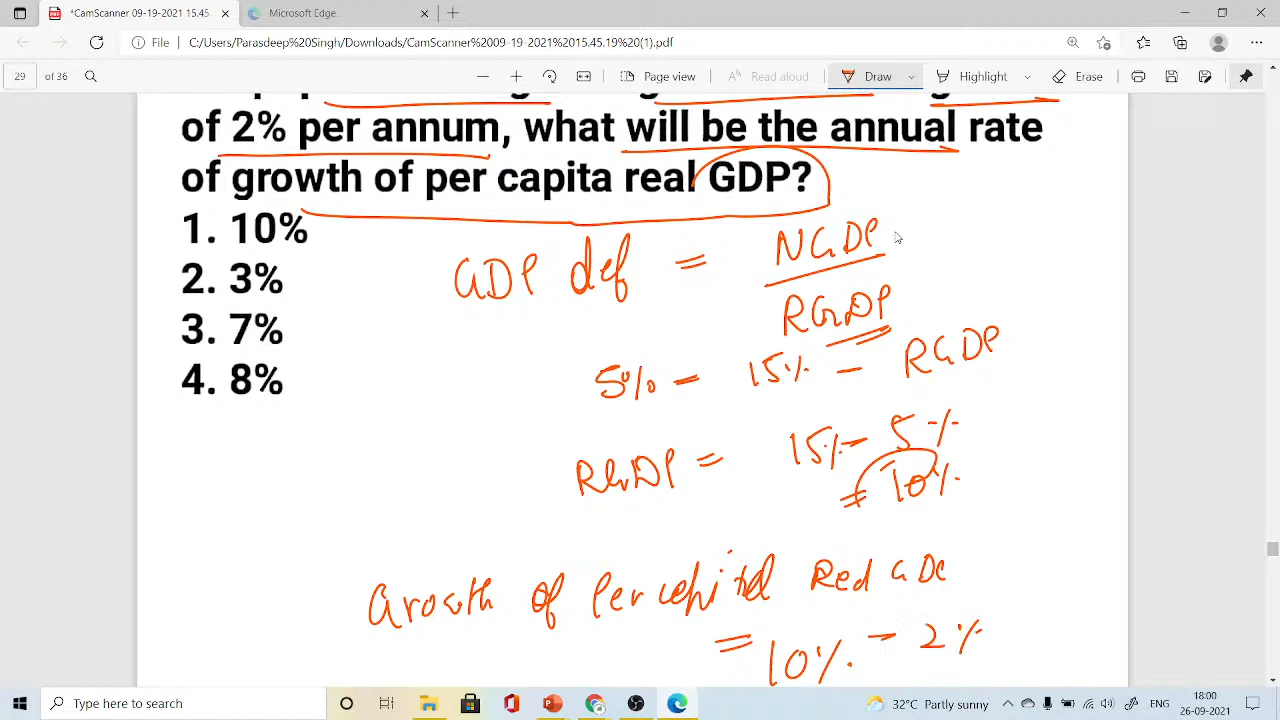 *CamScanner 09-19-2021 15.45
Microsoft Edge.
File
C:/Users/Parasdeep%20Singh/Downloads/CamScanner%2009-19-2021%2015.45.19%20(1).pdf
29 of 36
Page view
Read aloud
Draw
Highlight
Erase
of 2% per annum, what will be the annual rate
of growth of per capita real GDP?
1. 10%
2. 3%
3. 7%
4. 8%
GDP def = NGDP
RGDP
5% = 15% - RGDP
RGDP = 15% - 5%
= 10%
Growth of Per capital Real GDP
= 10% - 2%
Type here to search
32°C Partly sunny
ENG
18:00
26-09-2021